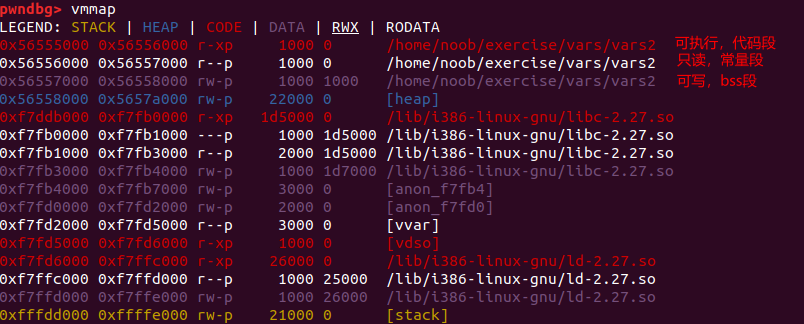 pwndbg> vmmap
LEGEND: STACK | HEAP | CODE | DATA | RWX | RODATA
0x56555000 0x56556000 r-xp 1000 0 /home/noob/exercise/vars/vars2 可执行，代码段
0x56556000 0x56557000 r--p 1000 0 /home/noob/exercise/vars/vars2 只读，常量段
0x56557000 0x56558000 rw-p 1000 1000 /home/noob/exercise/vars/vars2 可写，bss段
0x56558000 0x5657a000 rw-p 22000 0 [heap]
0xf7ddb000 0xf7fb0000 r-xp 1d5000 0 /lib/i386-linux-gnu/libc-2.27.so
0xf7fb0000 0xf7fb1000 ---p 1000 1d5000 /lib/i386-linux-gnu/libc-2.27.so
0xf7fb1000 0xf7fb3000 r--p 2000 1d5000 /lib/i386-linux-gnu/libc-2.27.so
0xf7fb3000 0xf7fb4000 rw-p 1000 1d7000 /lib/i386-linux-gnu/libc-2.27.so
0xf7fb4000 0xf7fb7000 rw-p 3000 0 [anon_f7fb4]
0xf7fd0000 0xf7fd2000 rw-p 2000 0 [anon_f7fd0]
0xf7fd2000 0xf7fd5000 r--p 3000 0 [vvar]
0xf7fd5000 0xf7fd6000 r-xp 1000 0 [vdso]
0xf7fd6000 0xf7ffc000 r-xp 26000 0 /lib/i386-linux-gnu/ld-2.27.so
0xf7ffc000 0xf7ffd000 r--p 1000 25000 /lib/i386-linux-gnu/ld-2.27.so
0xf7ffd000 0xf7ffe000 rw-p 1000 26000 /lib/i386-linux-gnu/ld-2.27.so
0xfffdd000 0xffffe000 rw-p 21000 0 [stack]